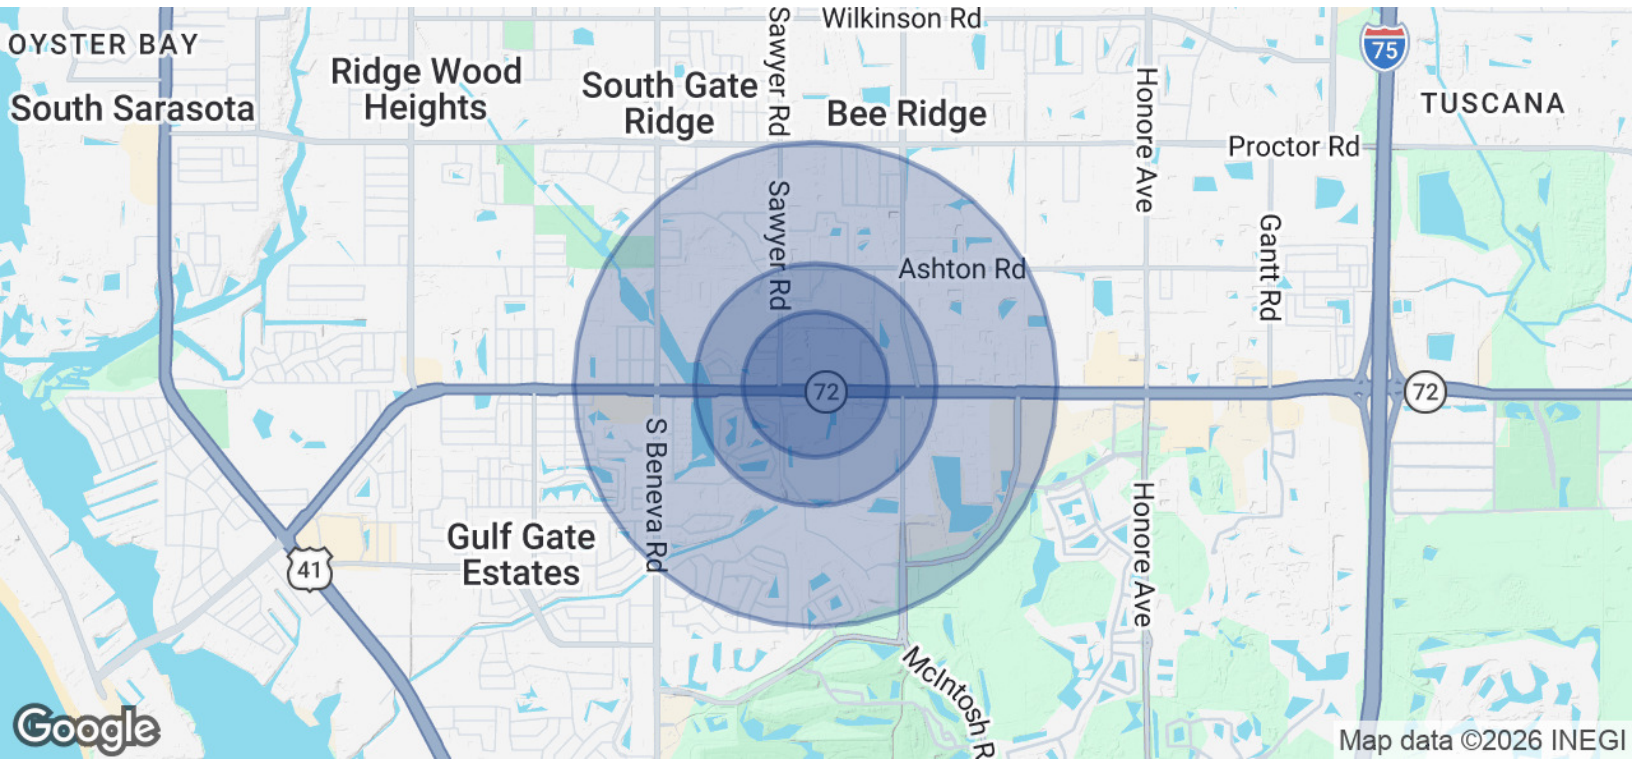 Wilkinson Rd
OYSTER BAY
75
Sawyer Rd
Ridge Wood
Heights
South Gate
Ridge
South Sarasota
Bee Ridge
Honore Ave
TUSCANA
Proctor Rd
Sawyer Rd
Gantt Rd
Ashton Rd
72
72
S Beneva Rd
Honore Ave
Gulf Gate
Estates
41
McIntosh R
Google
Map data ©2026 INEGI